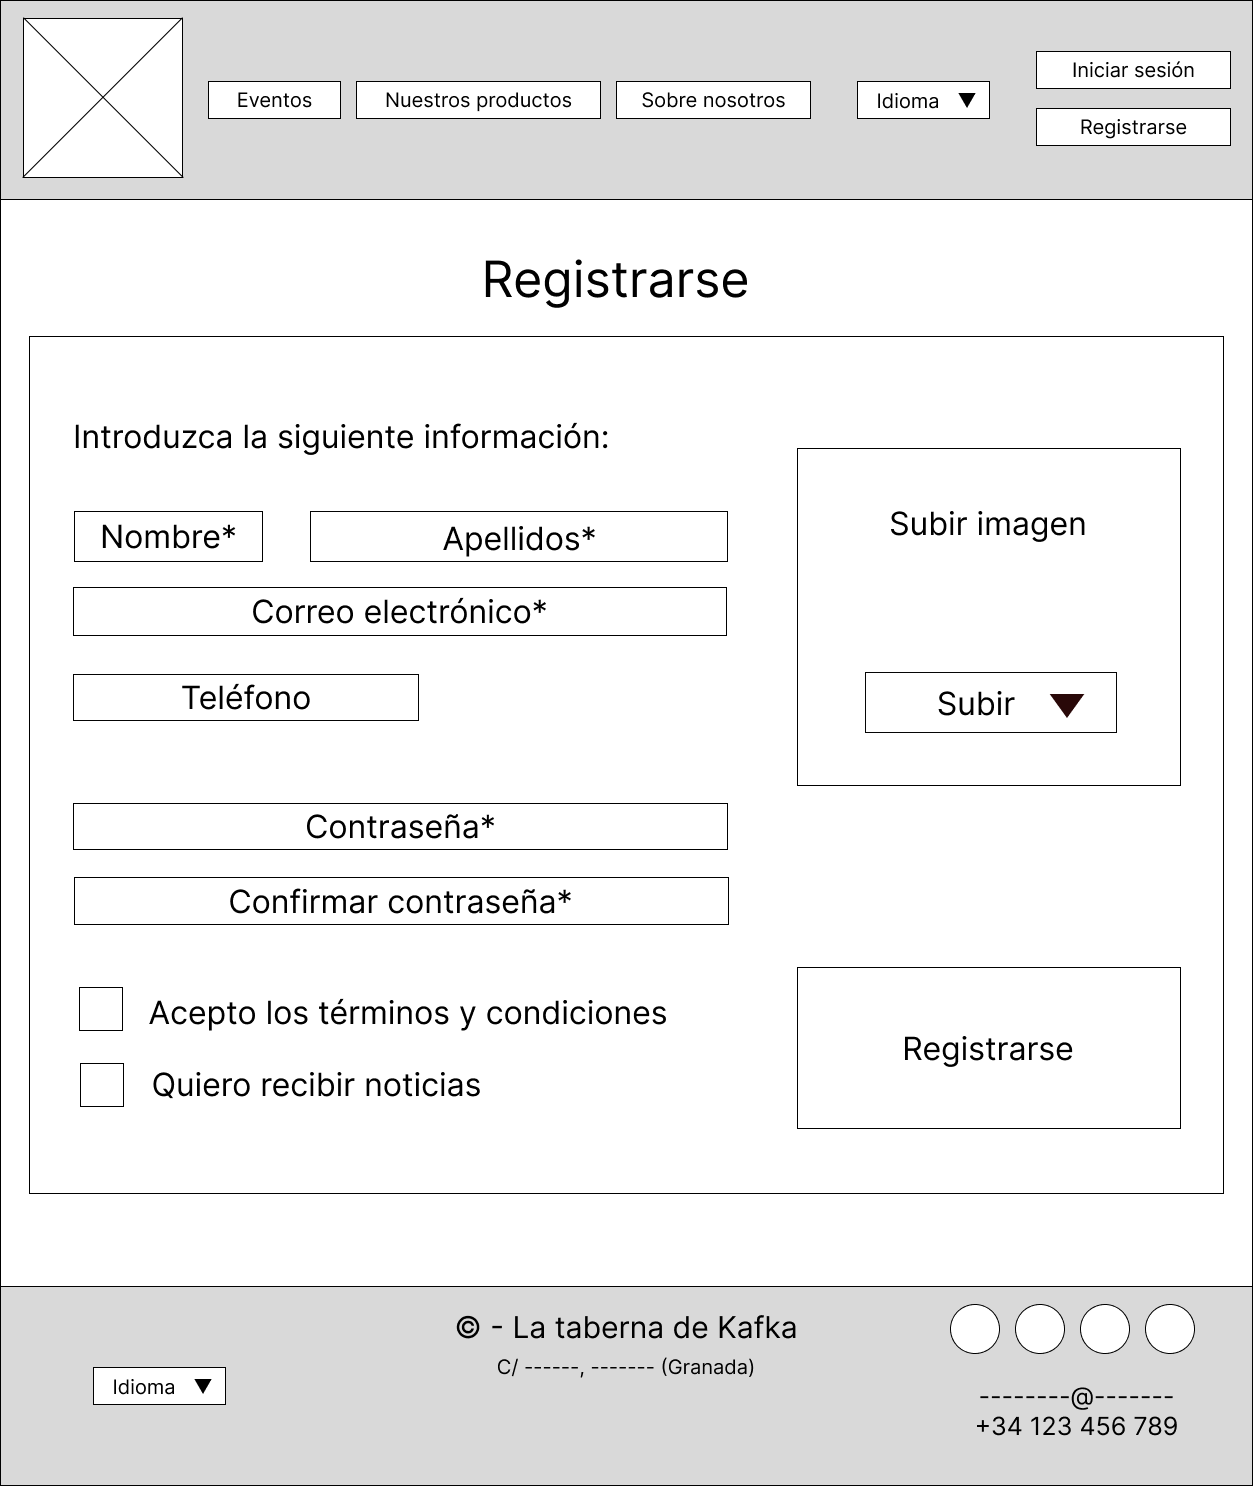 Eventos
Nuestros productos
Sobre nosotros
Idioma ▼
Iniciar sesión
Registrarse
Registrarse
Introduzca la siguiente información:
Nombre*
Apellidos*
Correo electrónico*
Teléfono
Subir imagen
Subir ▼
Contraseña*
Confirmar contraseña*
Acepto los términos y condiciones
Quiero recibir noticias
Registrarse
Idioma ▼
© - La taberna de Kafka
C/ ------, ------- (Granada)
--------@-------
+34 123 456 789